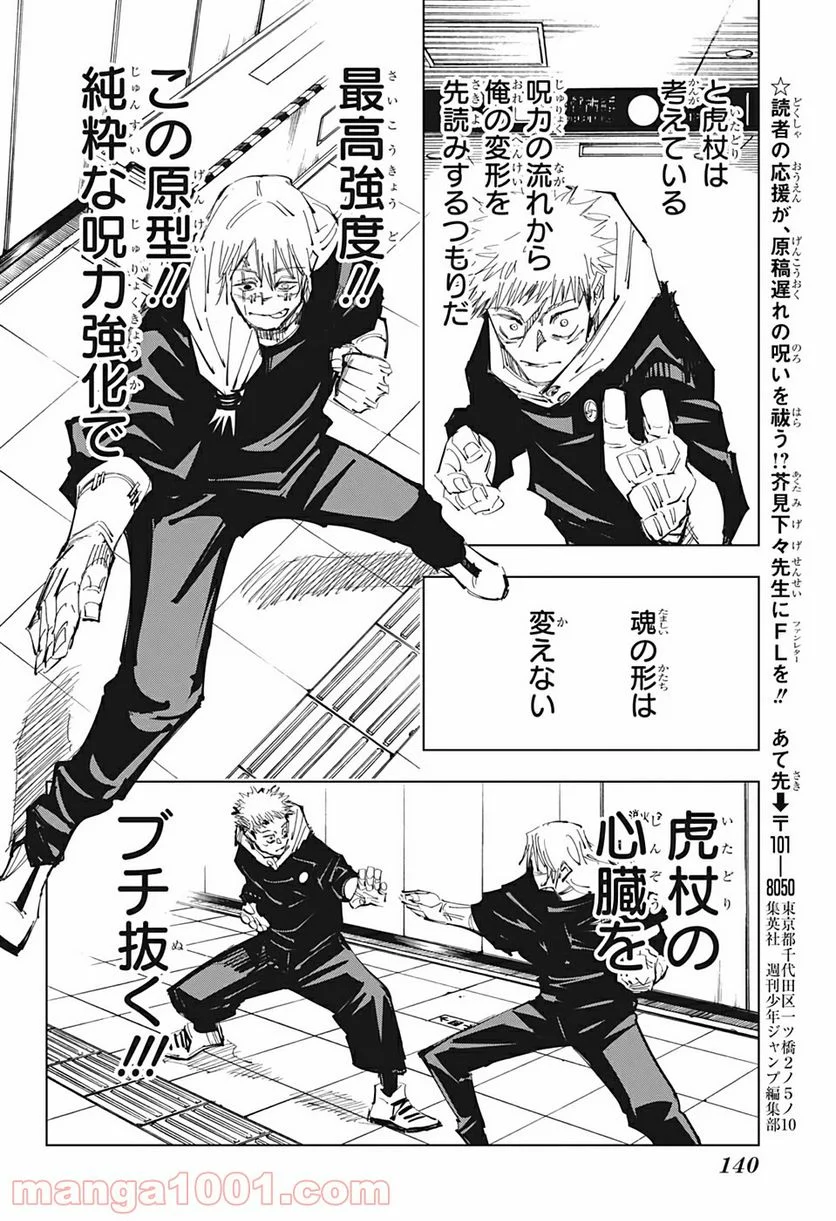 ☆読者の応援が、原稿遅れの呪いを祓う!?芥見下々先生にFLを!! あて先➡〒101―8050 東京都千代田区一ツ橋2ノ5ノ10
集英社 週刊少年ジャンプ編集部
と虎杖は
考えている
呪力の流れから
俺の変形を
先読みするつもりだ
魂の形は
変えない
最高強度!!
この原型!!
純粋な呪力強化で
虎杖の
心臓を
ブチ抜く!!!
消火
140
manga1001.com